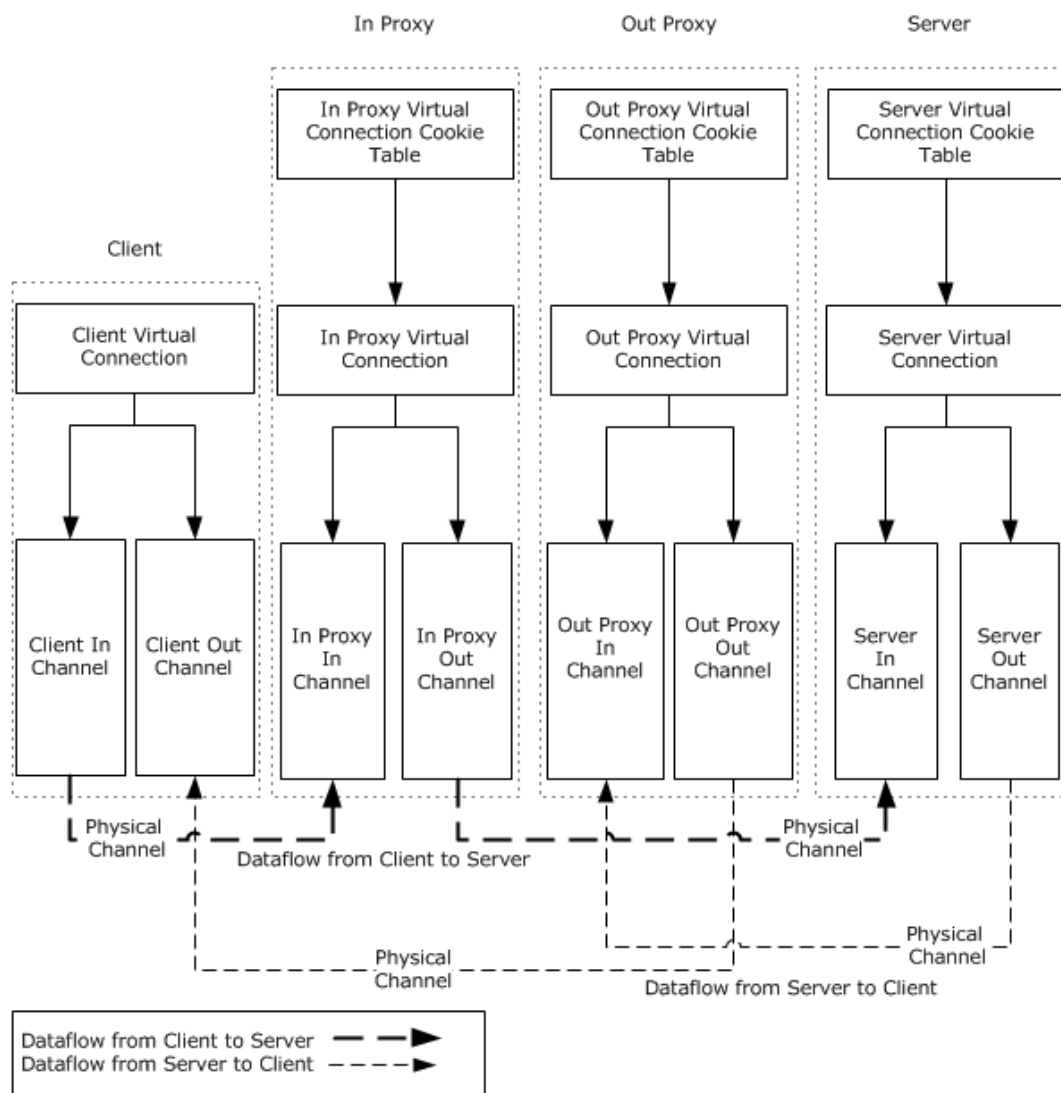 In Proxy
Out Proxy
Server
In Proxy Virtual
Connection Cookie
Table
Out Proxy Virtual
Connection Cookie
Table
Server Virtual
Connection Cookie
Table
Client
Client Virtual
Connection
In Proxy Virtual
Connection
Out Proxy Virtual
Connection
Server Virtual
Connection
Client In
Channel
Client Out
Channel
In Proxy
In
Channel
In Proxy
Out
Channel
Out Proxy
In
Channel
Out Proxy
Out
Channel
Server
In
Channel
Server
Out
Channel
Physical
Channel
Dataflow from Client to Server
Physical
Channel
Physical
Channel
Physical
Channel
Dataflow from Server to Client
Dataflow from Client to Server
Dataflow from Server to Client